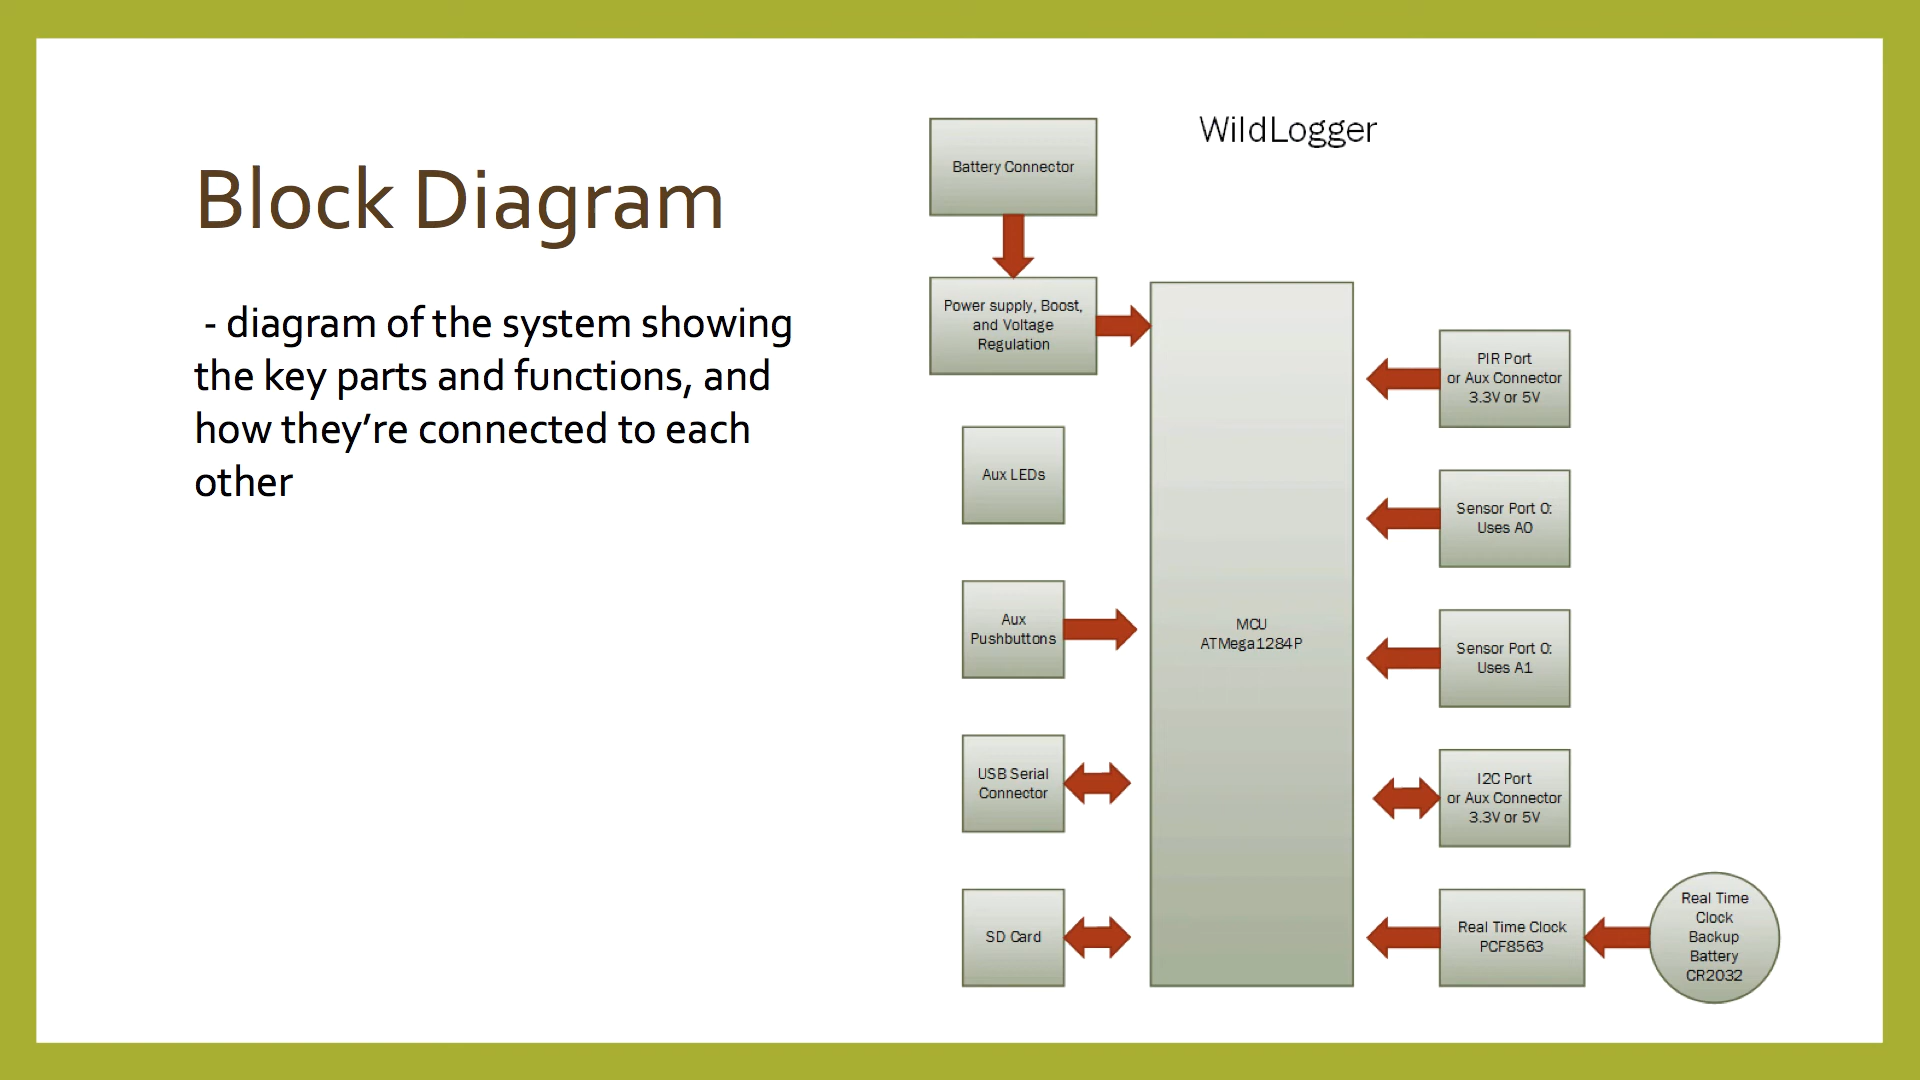 Block Diagram
- diagram of the system showing
the key parts and functions, and
how they’re connected to each
other
WildLogger
Battery Connector
Power supply, Boost,
and Voltage
Regulation
Aux LEDs
Aux
Pushbuttons
USB Serial
Connector
SD Card
MCU
ATMega1284P
PIR Port
or Aux Connector
3.3V or 5V
Sensor Port 0:
Uses A0
Sensor Port 0:
Uses A1
I2C Port
or Aux Connector
3.3V or 5V
Real Time Clock
PCF8563
Real Time
Clock
Backup
Battery
CR2032